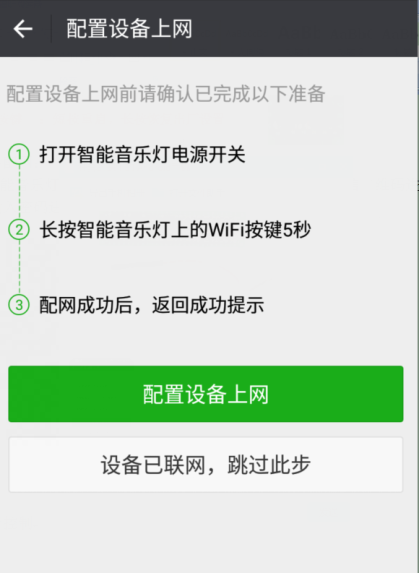 配置设备上网
配置设备上网前请确认已完成以下准备
1 打开智能音乐灯电源开关
2 长按智能音乐灯上的WiFi按键5秒
3 配网成功后，返回成功提示
配置设备上网
设备已联网，跳过此步